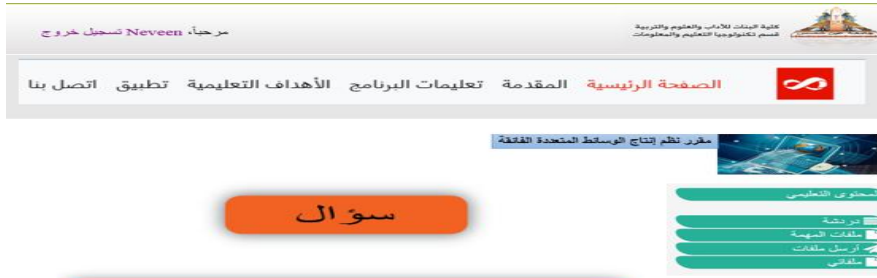 كلية البنات للآداب والعلوم والتربية
قسم تكنولوجيا التعليم والمعلومات
مرحباً، Neveen تسجيل خروج
الصفحة الرئيسية المقدمة تعليمات البرنامج الأهداف التعليمية تطبيق اتصل بنا
مقرر نظم إنتاج الوسائط المتعددة الفائقة
لمحتوى التعليمي
دردشة
ملفات المهمة
أرسل ملفات
ملفاتي
سؤال